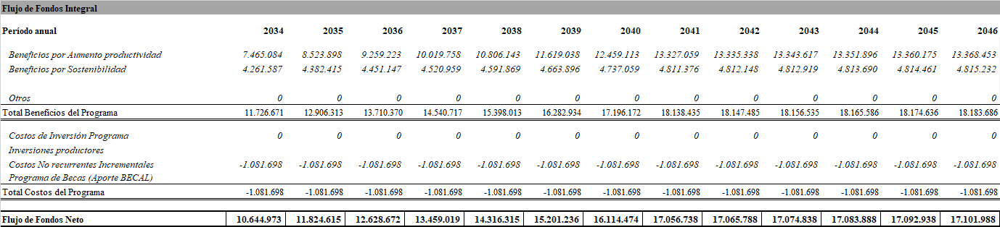 Flujo de Fondos Integral
Período anual 2034 2035 2036 2037 2038 2039 2040 2041 2042 2043 2044 2045 2046
Beneficios por Aumento productividad 7.465.084 8.523.898 9.259.223 10.019.758 10.806.143 11.619.038 12.459.113 13.327.059 13.335.338 13.343.617 13.351.896 13.360.175 13.368.453
Beneficios por Sostenibilidad 4.261.587 4.382.415 4.451.147 4.520.959 4.591.869 4.663.896 4.737.059 4.811.376 4.812.148 4.812.919 4.813.690 4.814.461 4.815.232
Otros 0 0 0 0 0 0 0 0 0 0 0 0 0
Total Beneficios del Programa 11.726.671 12.906.313 13.710.370 14.540.717 15.398.013 16.282.934 17.196.172 18.138.435 18.147.485 18.156.535 18.165.586 18.174.636 18.183.686
Costos de Inversión Programa 0 0 0 0 0 0 0 0 0 0 0 0 0
Inversiones productores
Costos No recurrentes Incrementales -1.081.698 -1.081.698 -1.081.698 -1.081.698 -1.081.698 -1.081.698 -1.081.698 -1.081.698 -1.081.698 -1.081.698 -1.081.698 -1.081.698 -1.081.698
Programa de Becas (Aporte BECAL)
Total Costos del Programa -1.081.698 -1.081.698 -1.081.698 -1.081.698 -1.081.698 -1.081.698 -1.081.698 -1.081.698 -1.081.698 -1.081.698 -1.081.698 -1.081.698 -1.081.698
Flujo de Fondos Neto 10.644.973 11.824.615 12.628.672 13.459.019 14.316.315 15.201.236 16.114.474 17.056.738 17.065.788 17.074.838 17.083.888 17.092.938 17.101.988